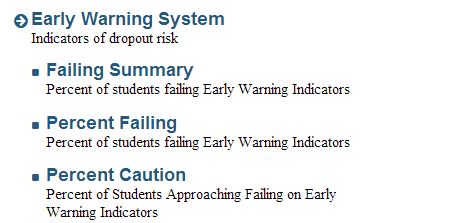 Early Warning System
Indicators of dropout risk
Failing Summary
Percent of students failing Early Warning Indicators
Percent Failing
Percent of students failing Early Warning Indicators
Percent Caution
Percent of Students Approaching Failing on Early
Warning Indicators